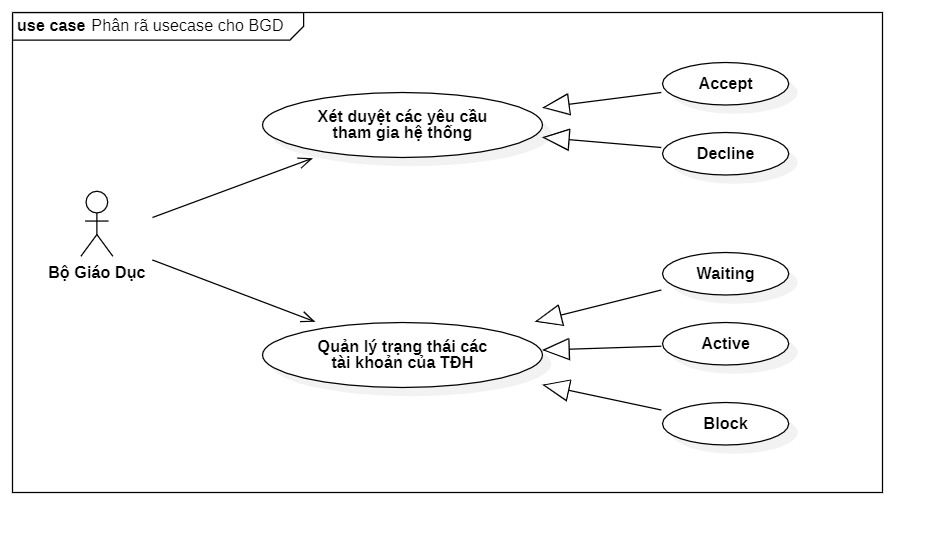 use case Phân rã usecase cho BGD
Xét duyệt các yêu cầu
tham gia hệ thống
Accept
Decline
Bộ Giáo Dục
Quản lý trạng thái các
tài khoản của TĐH
Waiting
Active
Block